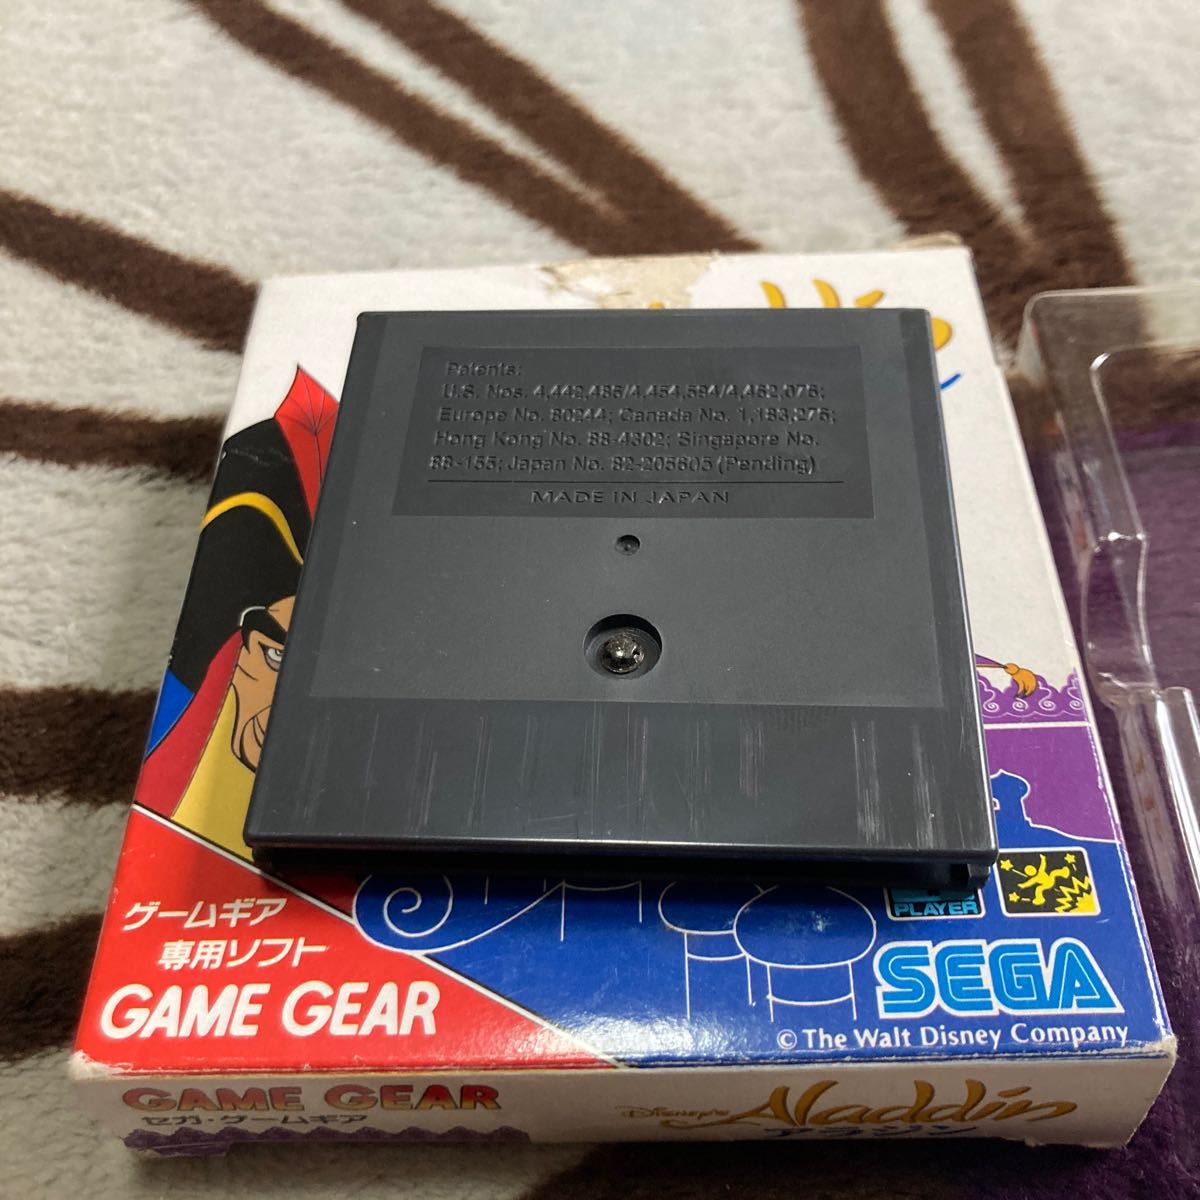 Patents:
U.S. Nos. 4,442,486/4,454,594/4,462,076;
Europe No. 80244; Canada No. 1,183,276;
Hong Kong No. 88-4302; Singapore No.
88-155; Japan No. 82-205605 (Pending)
MADE IN JAPAN
PLAYER
ゲームギア
専用ソフト
GAME GEAR
SEGA
© The Walt Disney Company
GAME GEAR
セガ・ゲームギア
Disney's Aladdin
アラジン